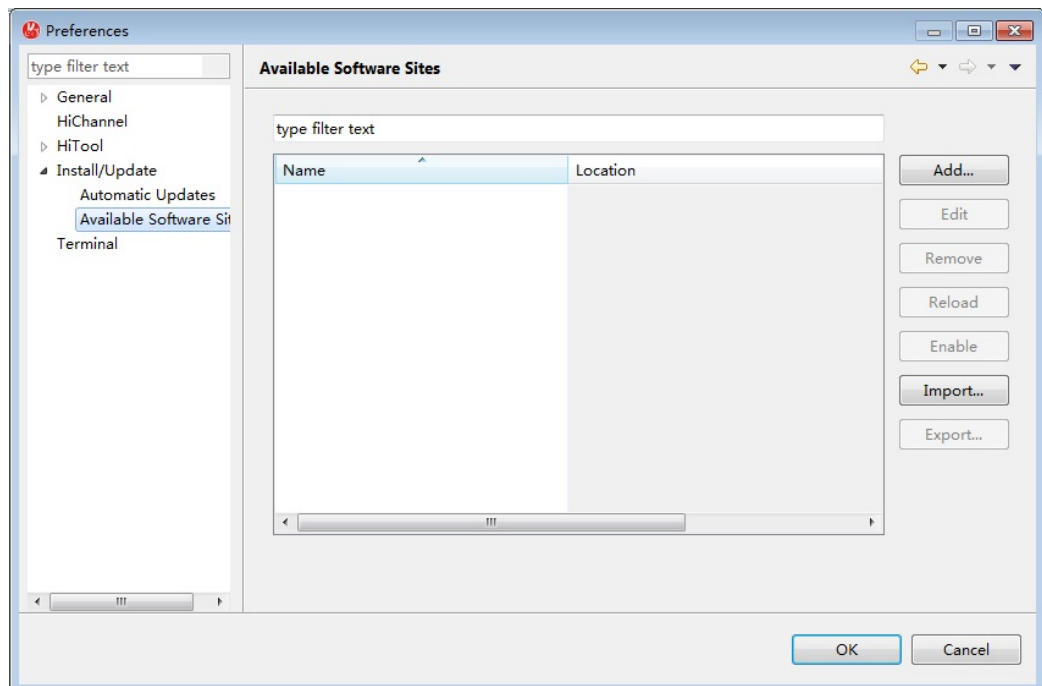 Preferences
type filter text
Available Software Sites
General
HiChannel
HiTool
Install/Update
Automatic Updates
Available Software Sit
Terminal
type filter text
Name
Location
Add...
Edit
Remove
Reload
Enable
Import...
Export...
OK
Cancel